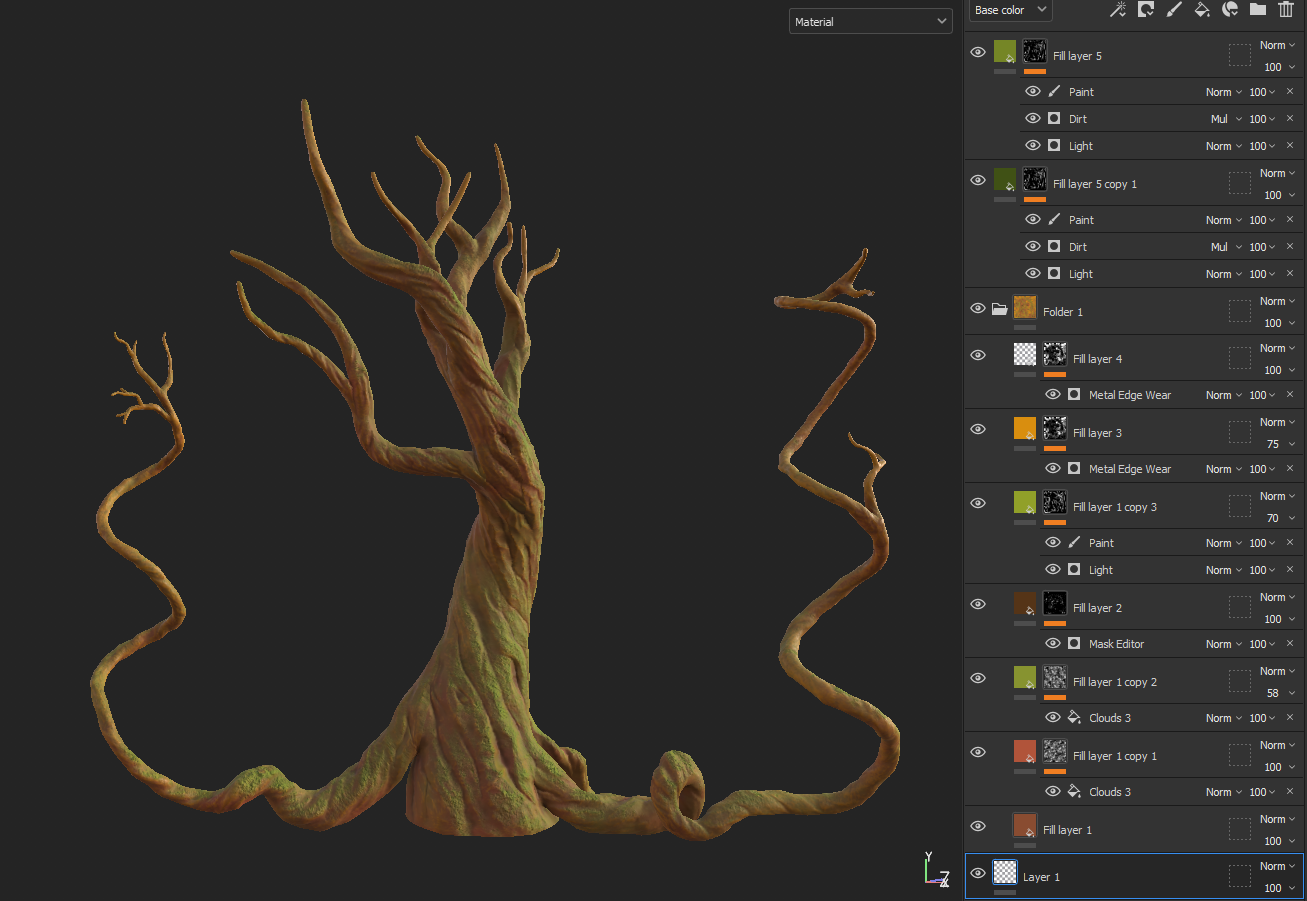 Material
Base color
Fill layer 5
Norm
100
Paint Norm 100
Dirt Mul 100
Light Norm 100
Fill layer 5 copy 1
Norm
100
Paint Norm 100
Dirt Mul 100
Light Norm 100
Folder 1
Norm
100
Fill layer 4
Norm
100
Metal Edge Wear Norm 100
Fill layer 3
Norm
75
Metal Edge Wear Norm 100
Fill layer 1 copy 3
Norm
70
Paint Norm 100
Light Norm 100
Fill layer 2
Norm
100
Mask Editor Norm 100
Fill layer 1 copy 2
Norm
58
Clouds 3 Norm 100
Fill layer 1 copy 1
Norm
100
Clouds 3 Norm 100
Fill layer 1
Norm
100
Layer 1
Norm
100
Y
Z